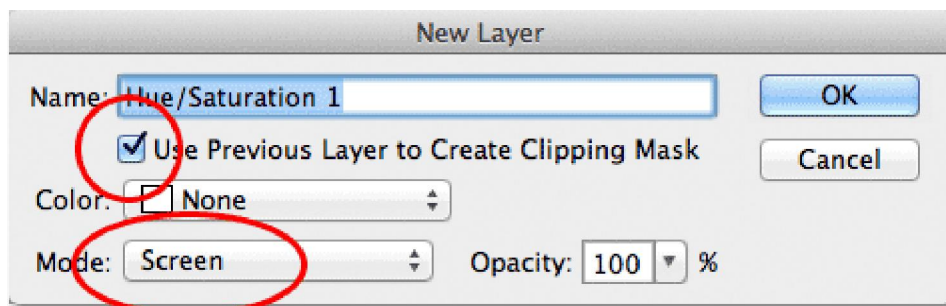 New Layer
Name: Hue/Saturation 1
OK
Use Previous Layer to Create Clipping Mask
Cancel
Color: None
Mode: Screen Opacity: 100 %